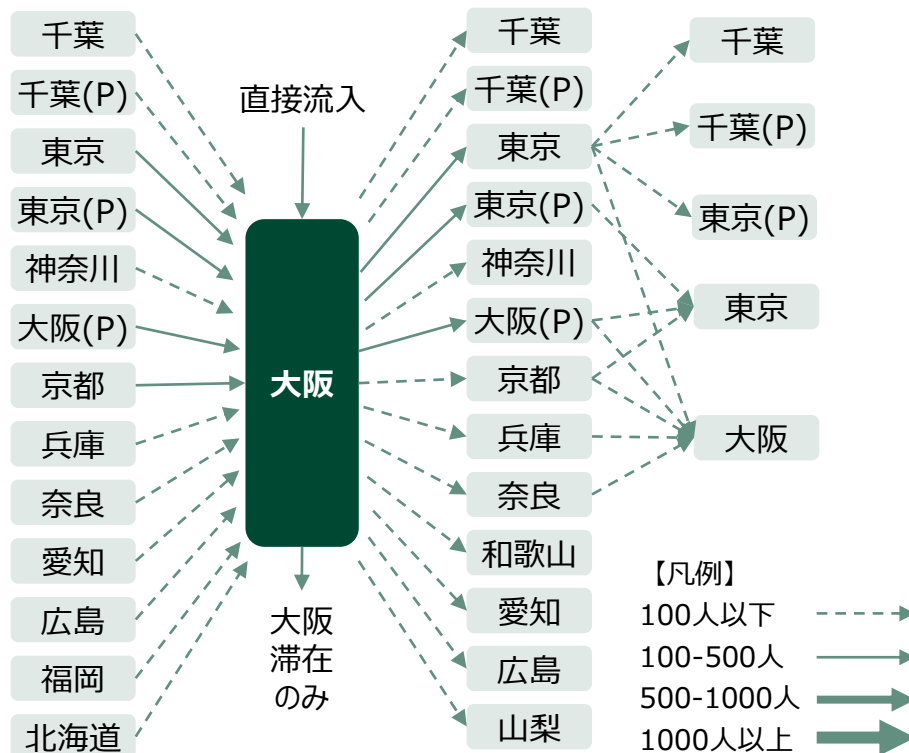 千葉
千葉(P)
東京
東京(P)
神奈川
大阪(P)
京都
兵庫
奈良
愛知
広島
福岡
北海道
直接流入
大阪
大阪
滞在
のみ
千葉
千葉(P)
東京
東京(P)
神奈川
大阪(P)
京都
兵庫
奈良
和歌山
愛知
広島
山梨
千葉
千葉(P)
東京(P)
東京
大阪
【凡例】
100人以下
100-500人
500-1000人
1000人以上